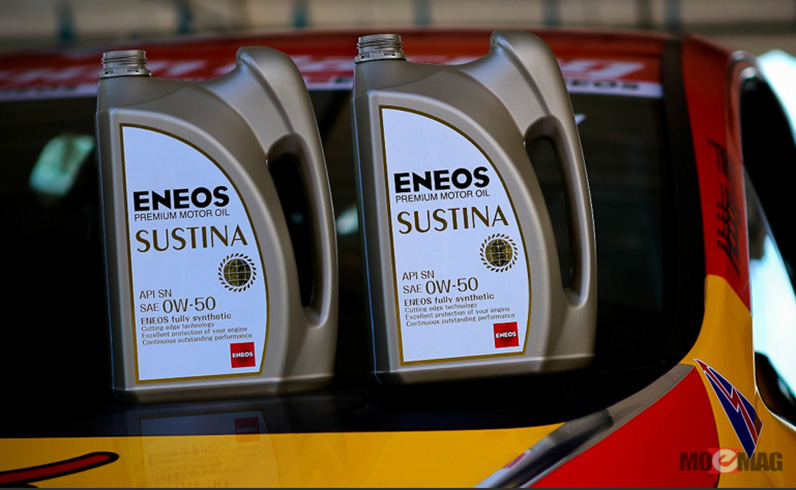 ENEOS
PREMIUM MOTOR OIL
SUSTINA
API SN
SAE 0W-50
ENEOS fully synthetic
Cutting edge technology
Excellent protection of your engine
Continuous outstanding performance
ENEOS
ENEOS
PREMIUM MOTOR OIL
SUSTINA
API SN
SAE 0W-50
ENEOS fully synthetic
Cutting edge technology
Excellent protection of your engine
Continuous outstanding performance
ENEOS
MOeMAG